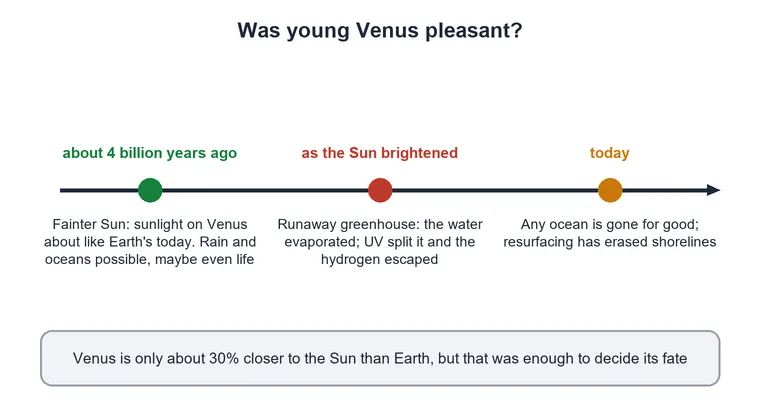 Was young Venus pleasant?
about 4 billion years ago
Fainter Sun: sunlight on Venus
about like Earth's today. Rain and
oceans possible, maybe even life
as the Sun brightened
Runaway greenhouse: the water
evaporated; UV split it and the
hydrogen escaped
today
Any ocean is gone for good;
resurfacing has erased shorelines
Venus is only about 30% closer to the Sun than Earth, but that was enough to decide its fate